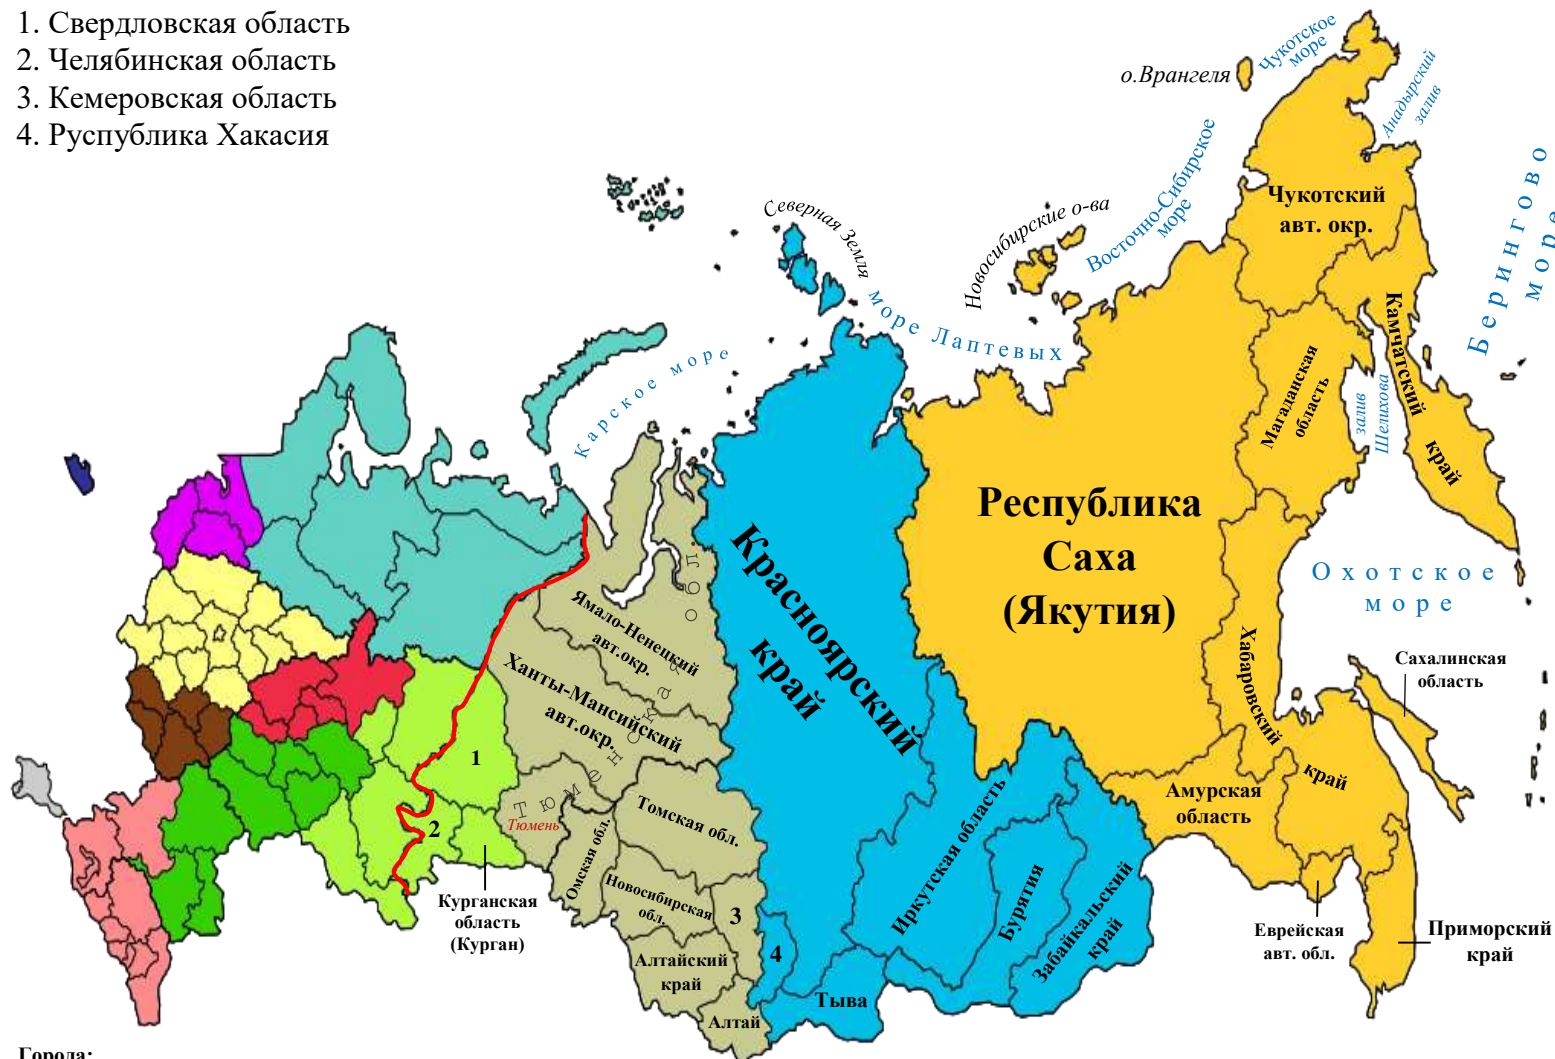 1. Свердловская область
2. Челябинская область
3. Кемеровская область
4. Руспублика Хакасия
о.Врангеля
Чукотское
море
Анадырский
залив
Берингово
море
Восточно-Сибирское
море
Новосибирские о-ва
Северная Земля
море Лаптевых
Карское море
Чукотский
авт. окр.
Камчатский
край
Магаданская
область
залив
Шелихова
Республика
Саха
(Якутия)
Охотское
море
Хабаровский
край
Сахалинская
область
Красноярский
край
Ямало-Ненецкий
авт.окр.
Ханты-Мансийский
авт.окр.
Тюменская обл.
Тюмень
1
2
Курганская
область
(Курган)
Омская обл.
Томская обл.
Новосибирская
обл.
3
4
Алтайский
край
Алтай
Тыва
Иркутская область
Бурятия
Забайкальский
край
Амурская
область
Еврейская
авт. обл.
Приморский
край
Города: